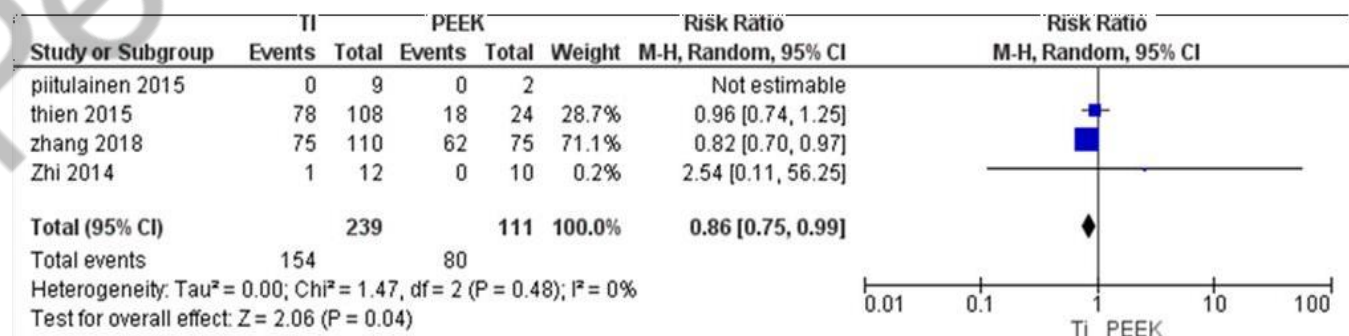 TI PEEK Risk Ratio Risk Ratio
Study or Subgroup Events Total Events Total Weight M-H, Random, 95% CI M-H, Random, 95% CI
piitulainen 2015 0 9 0 2 Not estimable
thien 2015 78 108 18 24 28.7% 0.96 [0.74, 1.25]
zhang 2018 75 110 62 75 71.1% 0.82 [0.70, 0.97]
Zhi 2014 1 12 0 10 0.2% 2.54 [0.11, 56.25]
Total (95% CI) 239 111 100.0% 0.86 [0.75, 0.99]
Total events 154 80
Heterogeneity: Tau² = 0.00; Chi² = 1.47, df = 2 (P = 0.48); I² = 0%
Test for overall effect: Z = 2.06 (P = 0.04)
0.01 0.1 1 10 100
Ti PEEK